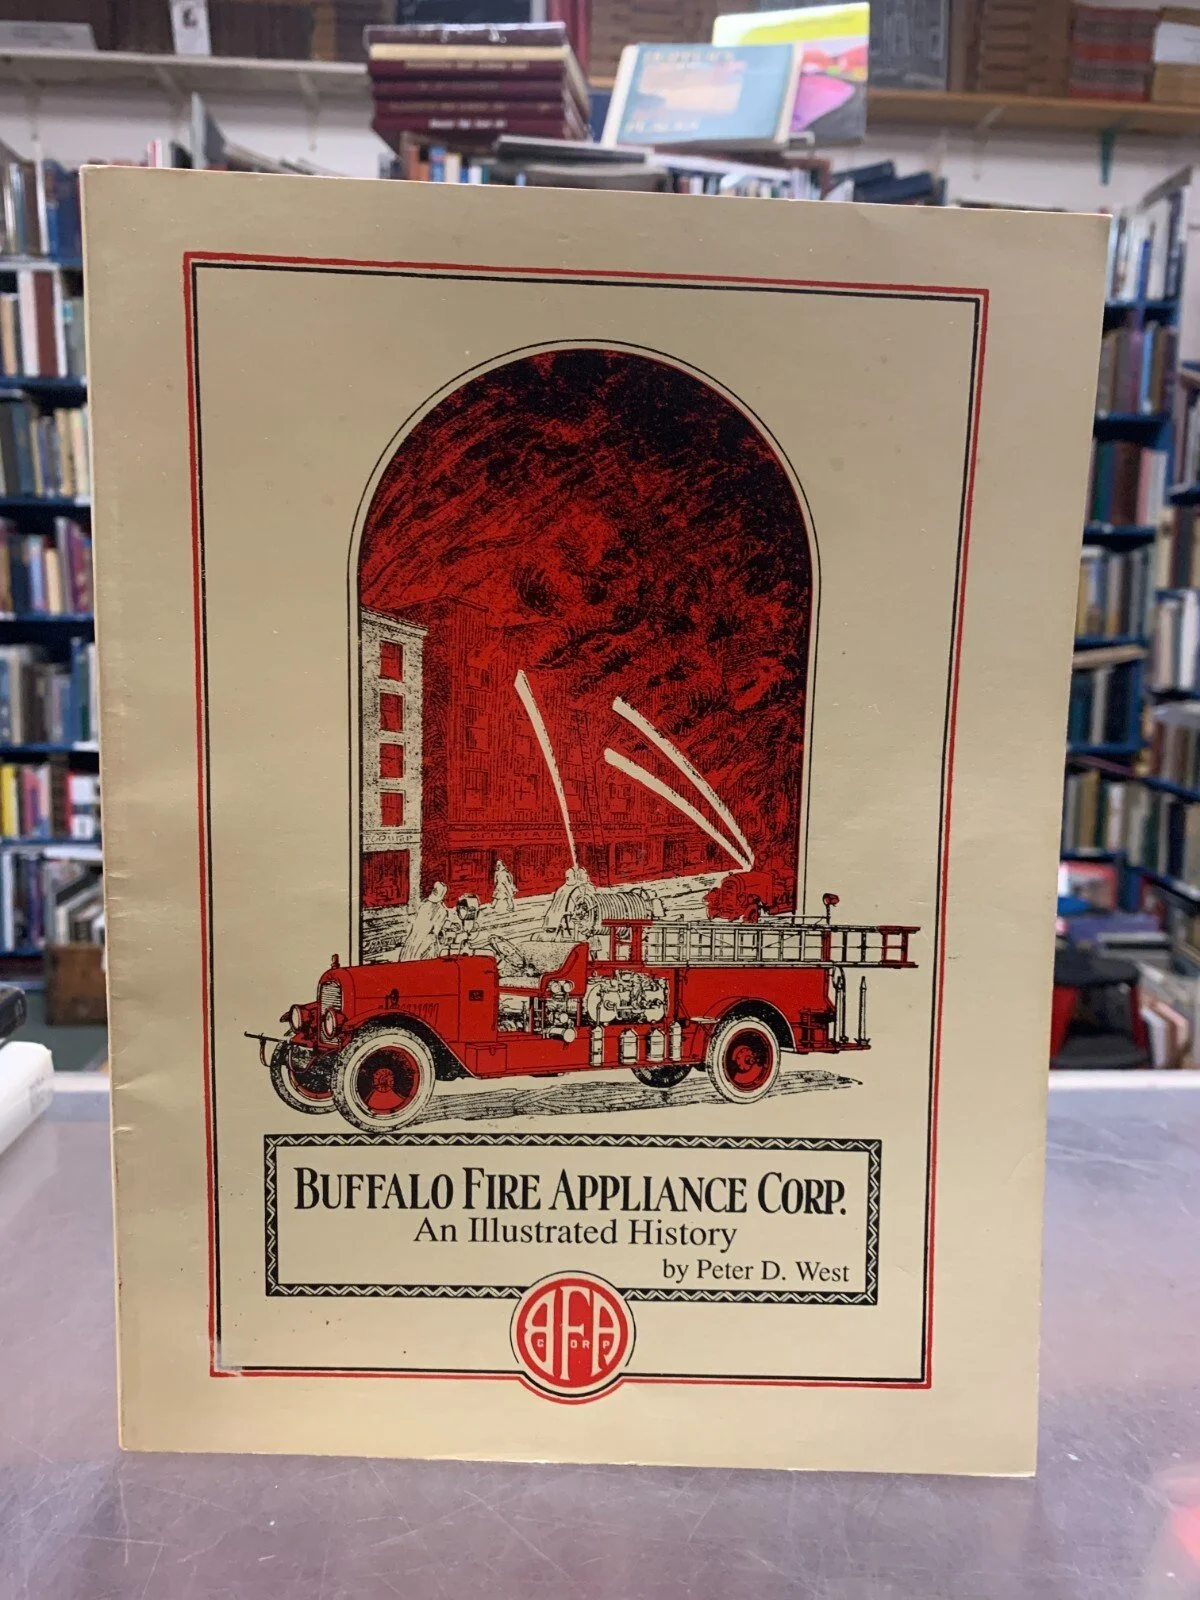 BUFFALO FIRE APPLIANCE CORP.
An Illustrated History
by Peter D. West
BFA
CORP